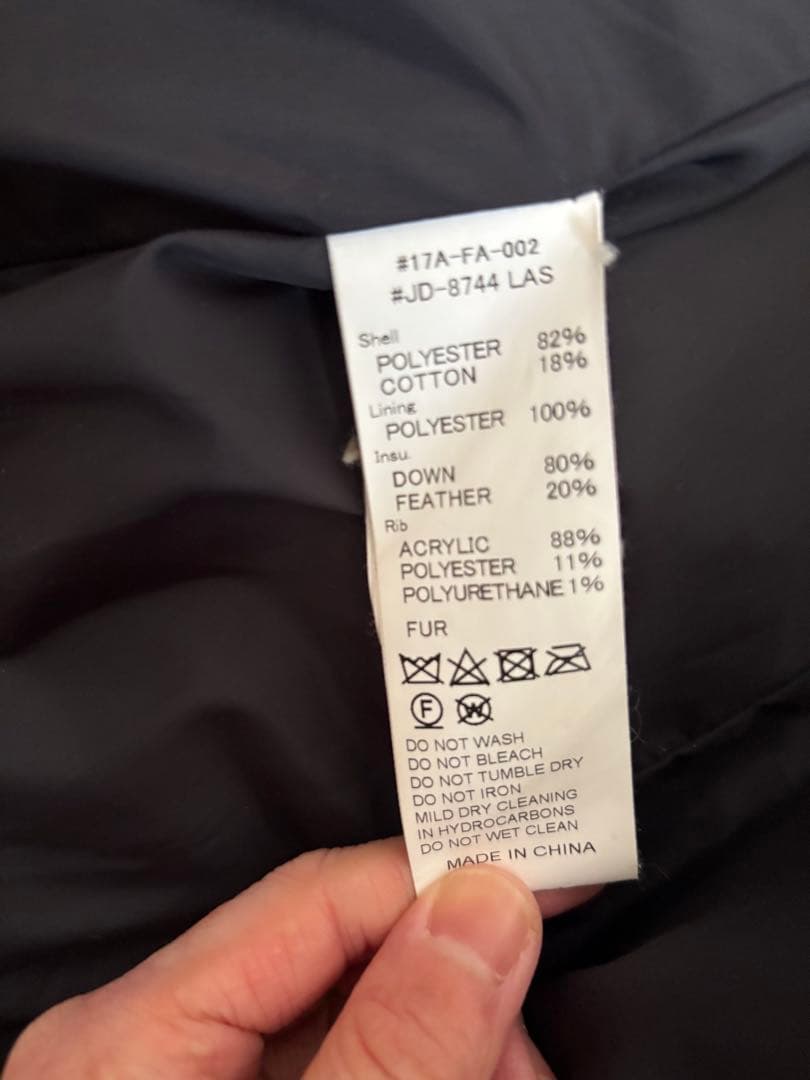 #17A-FA-002
#JD-8744 LAS
Shell
POLYESTER 82%
COTTON 18%
Lining
POLYESTER 100%
Insu.
DOWN 80%
FEATHER 20%
Rib
ACRYLIC 88%
POLYESTER 11%
POLYURETHANE 1%
FUR
F W
DO NOT WASH
DO NOT BLEACH
DO NOT TUMBLE DRY
DO NOT IRON
MILD DRY CLEANING
IN HYDROCARBONS
DO NOT WET CLEAN
MADE IN CHINA